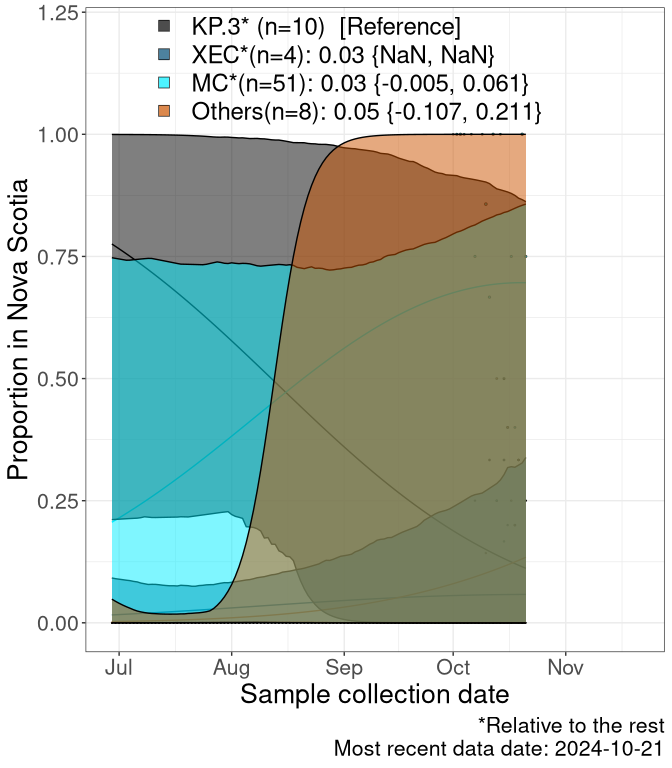 1.25
KP.3* (n=10)  [Reference]
XEC*(n=4): 0.03 {NaN, NaN}
MC*(n=51): 0.03 {-0.005, 0.061}
Others(n=8): 0.05 {-0.107, 0.211}
1.00
0.75
0.50
0.25
0.00
Proportion in Nova Scotia
Jul Aug Sep Oct Nov
Sample collection date
*Relative to the rest
Most recent data date: 2024-10-21